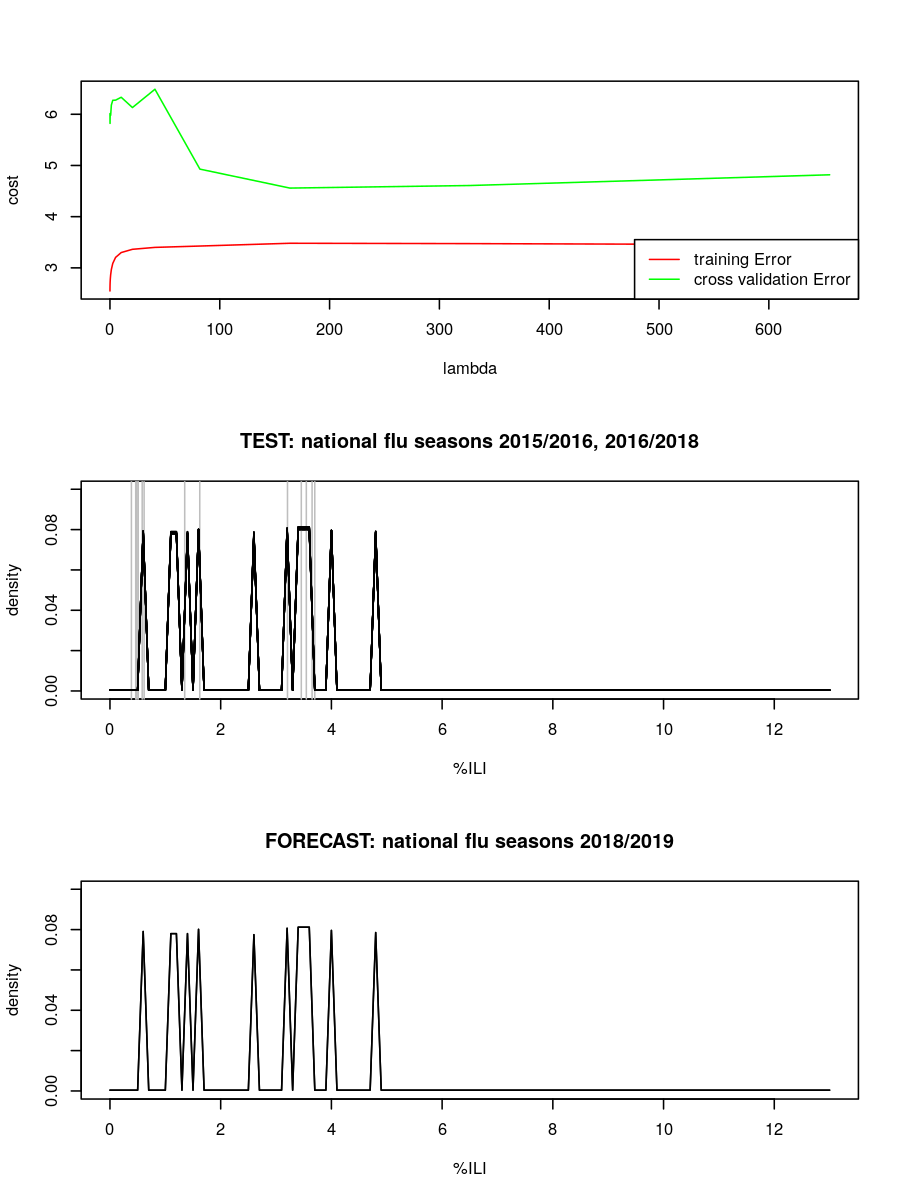 6
5
4
3
cost
training Error
cross validation Error
0 100 200 300 400 500 600
lambda
TEST: national flu seasons 2015/2016, 2016/2018
0.08
0.04
0.00
density
0 2 4 6 8 10 12
%ILI
FORECAST: national flu seasons 2018/2019
0.08
0.04
0.00
density
0 2 4 6 8 10 12
%ILI